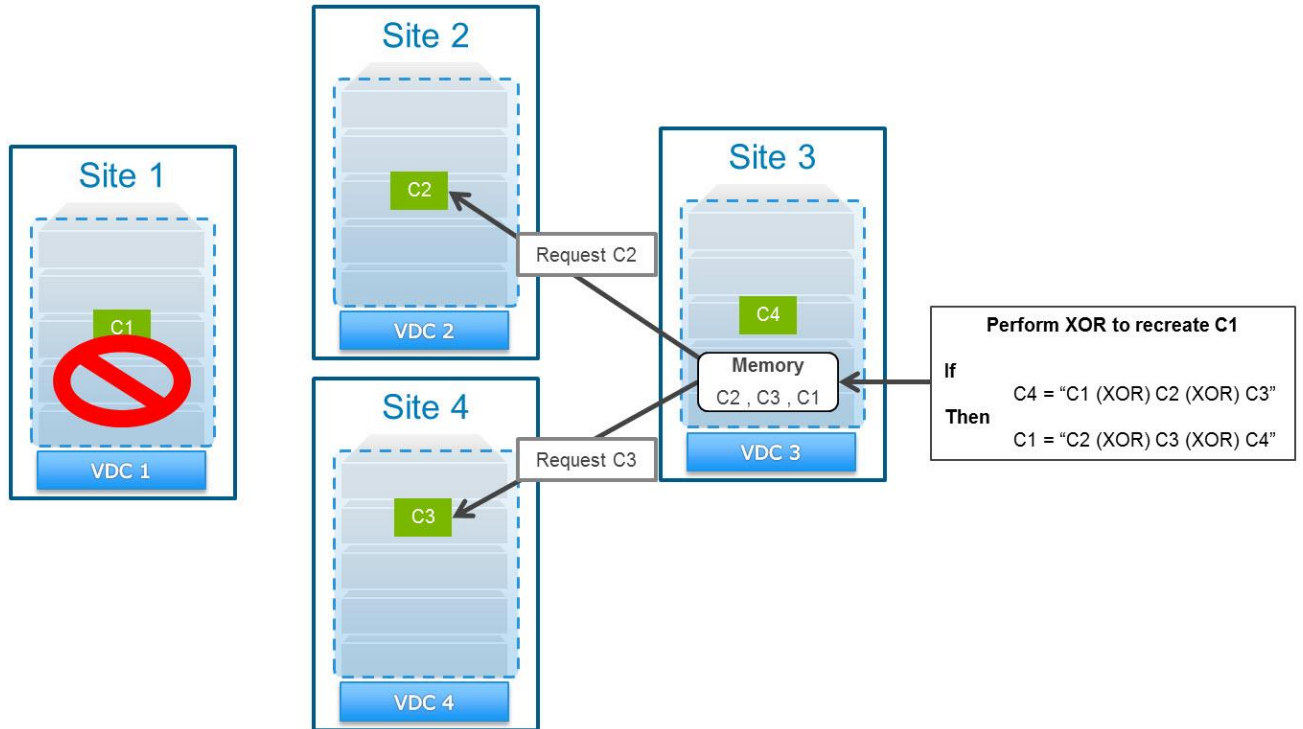 Site 1
C1
VDC 1
Site 2
C2
VDC 2
Site 4
C3
VDC 4
Request C2
Request C3
Site 3
C4
Memory
C2 , C3 , C1
VDC 3
Perform XOR to recreate C1
If
C4 = “C1 (XOR) C2 (XOR) C3”
Then
C1 = “C2 (XOR) C3 (XOR) C4”